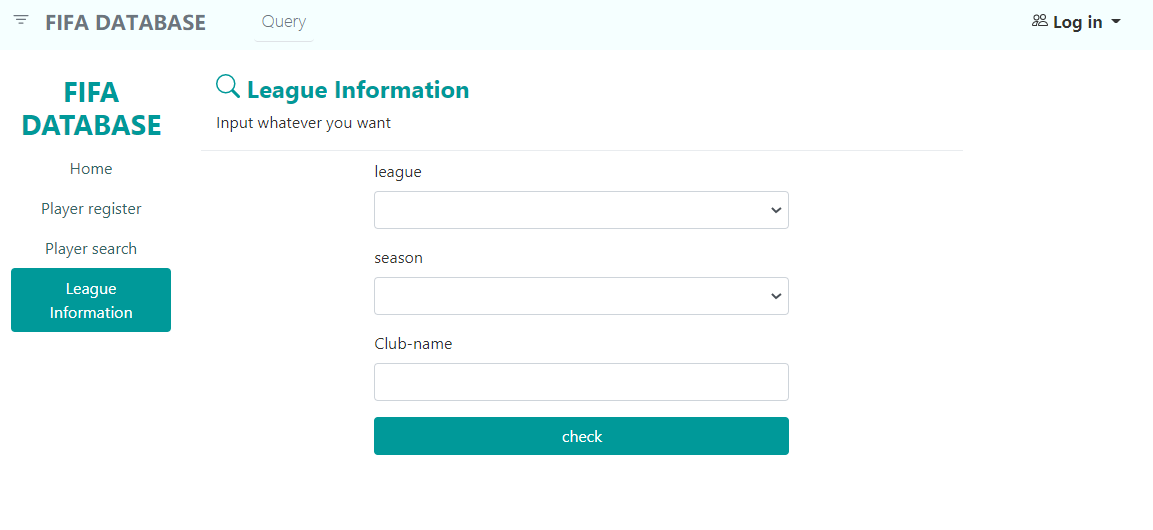 FIFA DATABASE
Query
Log in
FIFA
DATABASE
Home
Player register
Player search
League
Information
League Information
Input whatever you want
league
season
Club-name
check